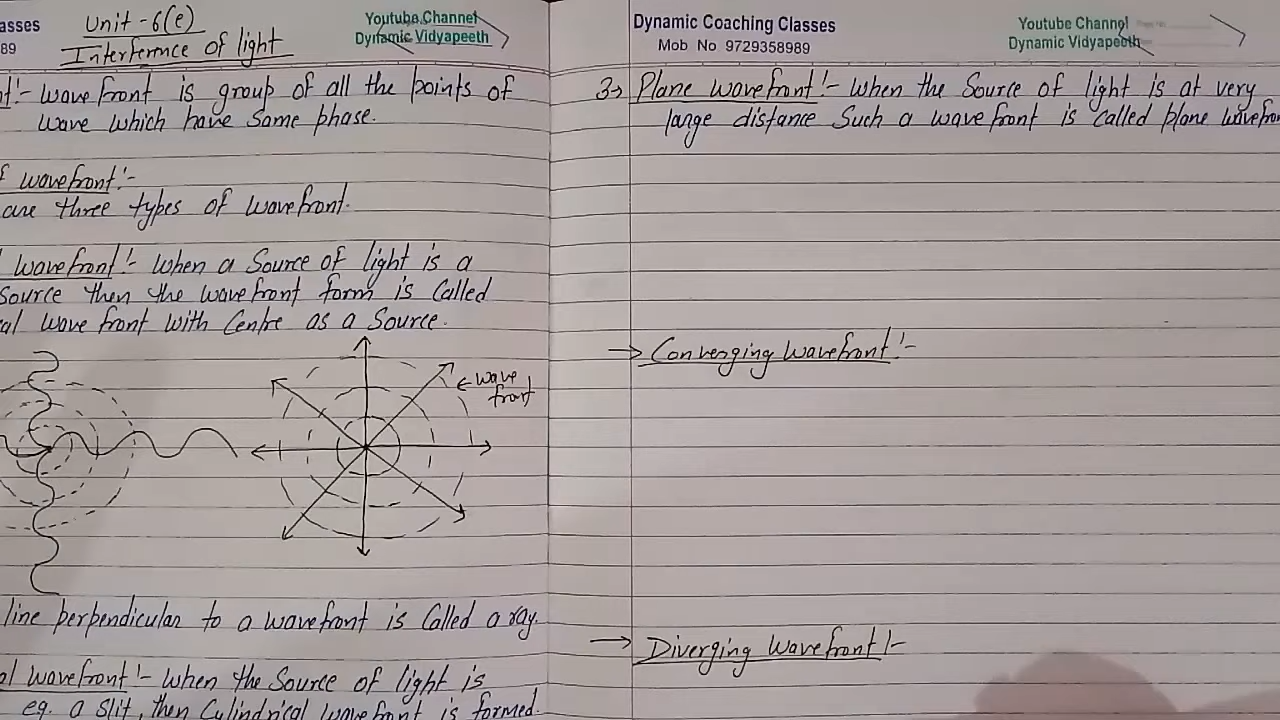 asses
89
Unit-6(e)
Interference of light
Youtube Channel
Dynamic Vidyapeeth
:- Wavefront is group of all the points of
wave which have same phase.
wavefront:-
are three types of wavefront.
wavefront:- When a Source of light is a
Source then the wavefront form is Called
cal wave front with Centre as a Source.
← wave
front
line perpendicular to a wavefront is Called a ray.
al wavefront:- When the Source of light is
eg. a slit, then Cylindrical wavefront is formed.
Dynamic Coaching Classes
Mob No 9729358989
Youtube Channel
Dynamic Vidyapeeth
3→ Plane wavefront:- When the Source of light is at very
large distance Such a wavefront is called plane wavefron
→ Converging Wavefront:-
→ Diverging Wavefront:-